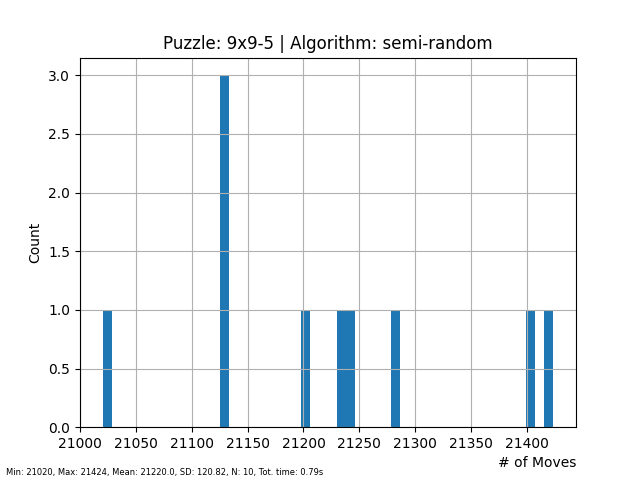 Puzzle: 9x9-5 | Algorithm: semi-random
3.0
2.5
2.0
1.5
1.0
0.5
0.0
Count
21000 21050 21100 21150 21200 21250 21300 21350 21400
# of Moves
Min: 21020, Max: 21424, Mean: 21220.0, SD: 120.82, N: 10, Tot. time: 0.79s